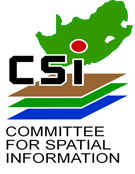 CSi
COMMITTEE
FOR SPATIAL
INFORMATION